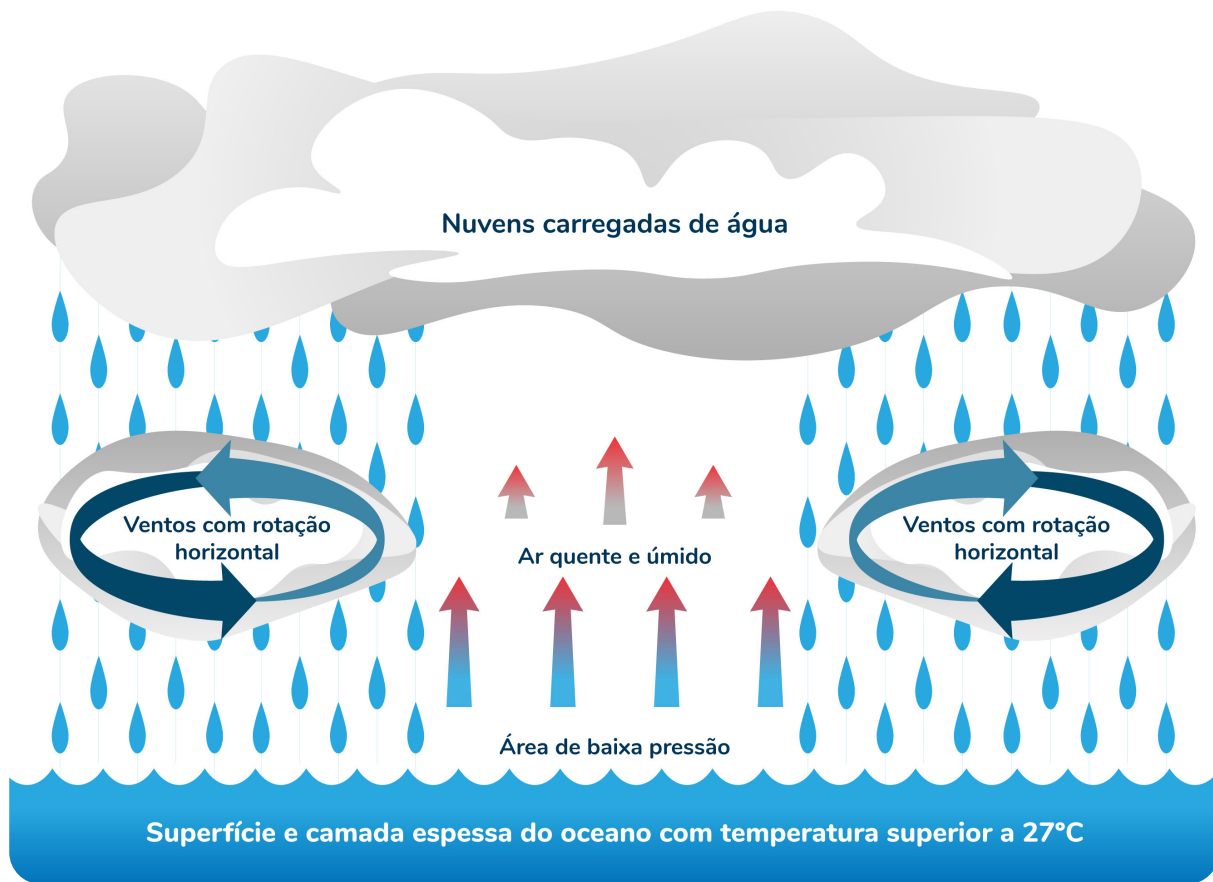 Nuvens carregadas de água
Ventos com rotação
horizontal
Ventos com rotação
horizontal
Ar quente e úmido
Área de baixa pressão
Superfície e camada espessa do oceano com temperatura superior a 27°C